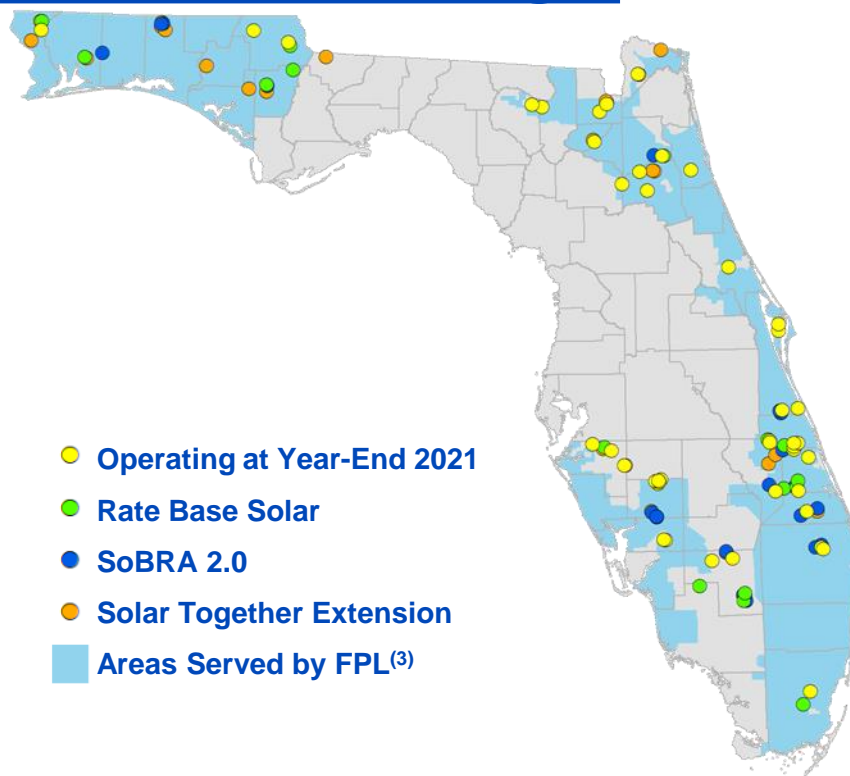 Operating at Year-End 2021
Rate Base Solar
SoBRA 2.0
Solar Together Extension
Areas Served by FPL(3)